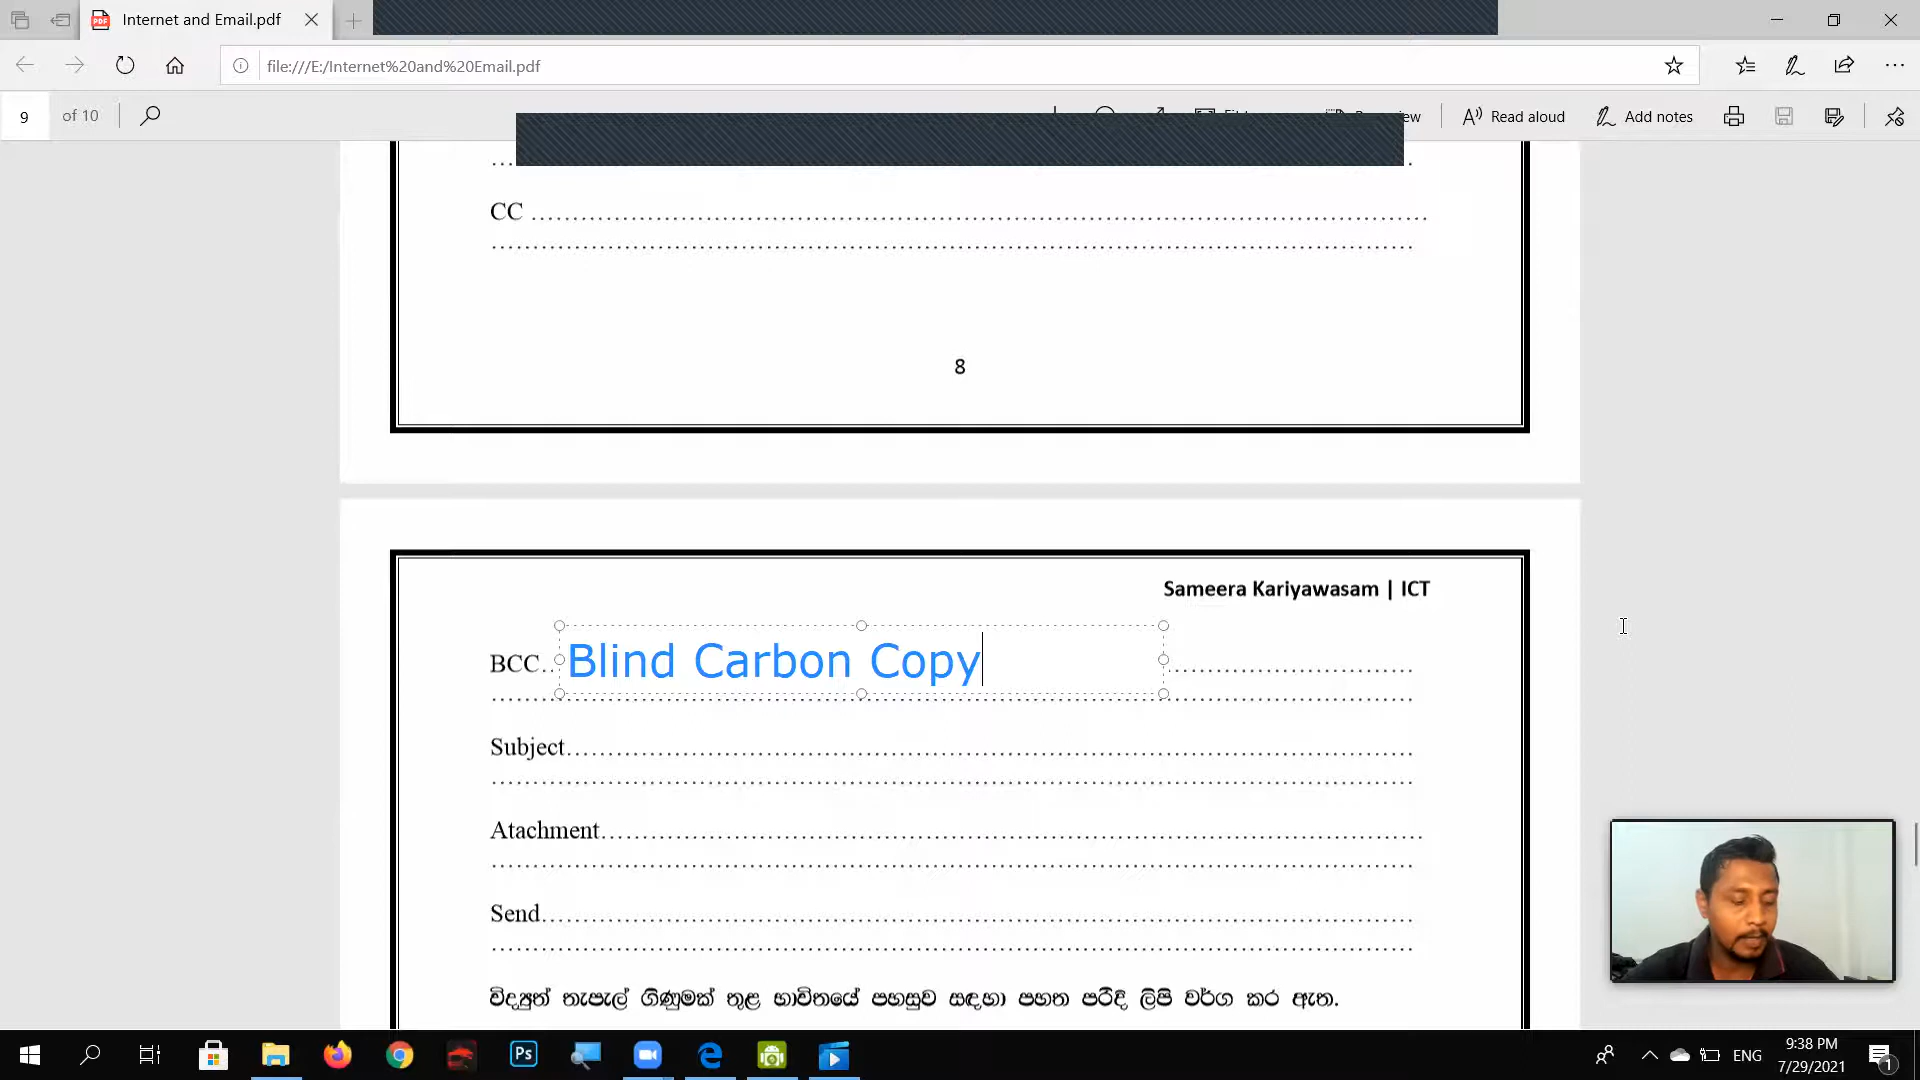 Internet and Email.pdf
file:///E:/Internet%20and%20Email.pdf
9 of 10
Read aloud
Add notes
CC ....................................................................................................
....................................................................................................
8
Sameera Kariyawasam | ICT
BCC.. Blind Carbon Copy ..............................
....................................................................................................
Subject....................................................................................................
....................................................................................................
Atachment....................................................................................................
....................................................................................................
Send....................................................................................................
....................................................................................................
විද්‍යුත් තැපැල් ගිණුමක් තුළ භාවිතයේ පහසුව සඳහා පහත පරිදි ලිපි වර්ග කර ඇත.
Ps
ENG
9:38 PM
7/29/2021
1